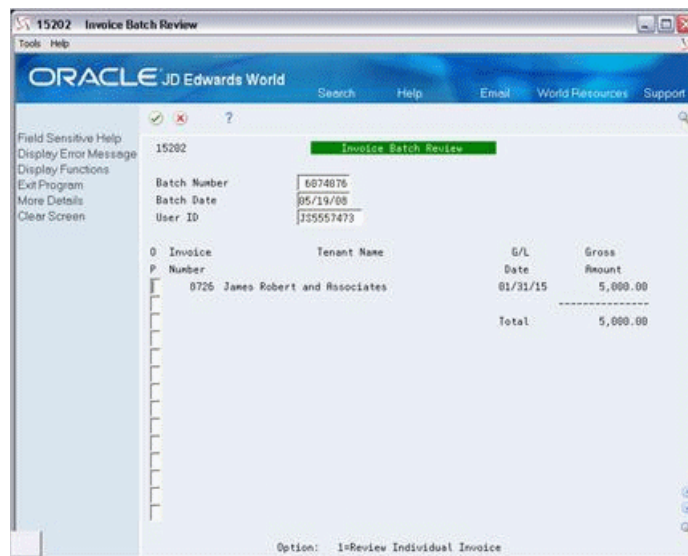 15202 Invoice Batch Review
Tools Help
ORACLE JD Edwards World
Search Help Email World Resources Support
Field Sensitive Help
Display Error Message
Display Functions
Exit Program
More Details
Clear Screen
15202 Invoice Batch Review
Batch Number 6074076
Batch Date 05/19/08
User ID JS5557473
O Invoice Tenant Name G/L Gross
P Number Date Amount
8726 James Robert and Associates 01/31/15 5,000.00
Total 5,000.00
Option: 1=Review Individual Invoice